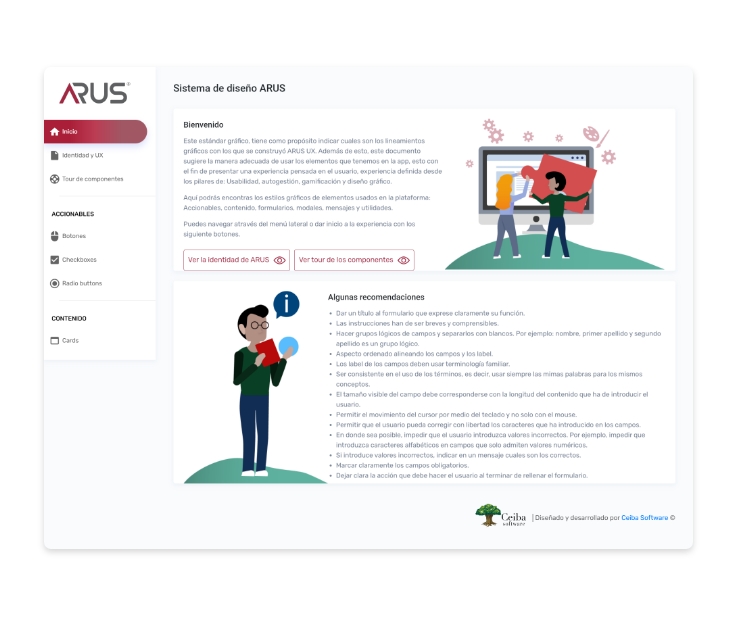 ARUS®
Inicio
Identidad y UX
Tour de componentes
ACCIONABLES
Botones
Checkboxes
Radio buttons
CONTENIDO
Cards
Sistema de diseño ARUS
Bienvenido
Este estándar gráfico, tiene como propósito indicar cuales son los lineamientos
gráficos con los que se construyó ARUS UX. Además de esto, este documento
sugiere la manera adecuada de usar los elementos que tenemos en la app, esto con
el fin de presentar una experiencia pensada en el usuario, experiencia definida desde
los pilares de: Usabilidad, autogestión, gamificación y diseño gráfico.
Aquí podrás encontras los estilos gráficos de elementos usados en la plataforma:
Accionables, contenido, formularios, modales, mensajes y utilidades.
Puedes navegar através del menú lateral o dar inicio a la experiencia con los
siguiente botones.
Ver la identidad de ARUS
Ver tour de los componentes
Algunas recomendaciones
Dar un título al formulario que exprese claramente su función.
Las instrucciones han de ser breves y comprensibles.
Hacer grupos lógicos de campos y separarlos con blancos. Por ejemplo: nombre, primer apellido y segundo
apellido es un grupo lógico.
Aspecto ordenado alineando los campos y los label.
Los label de los campos deben usar terminología familiar.
Ser consistente en el uso de los términos, es decir, usar siempre las mimas palabras para los mismos
conceptos.
El tamaño visible del campo debe corresponderse con la longitud del contenido que ha de introducir el
usuario.
Permitir el movimiento del cursor por medio del teclado y no solo con el mouse.
Permitir que el usuario pueda corregir con libertad los caracteres que ha introducido en los campos.
En donde sea posible, impedir que el usuario introduzca valores incorrectos. Por ejemplo, impedir que
introduzca caracteres alfabéticos en campos que solo admiten valores numéricos.
Si introduce valores incorrectos, indicar en un mensaje cuales son los correctos.
Marcar claramente los campos obligatorios.
Dejar clara la acción que debe hacer el usuario al terminar de rellenar el formulario.
Ceiba
software
| Diseñado y desarrollado por Ceiba Software ©